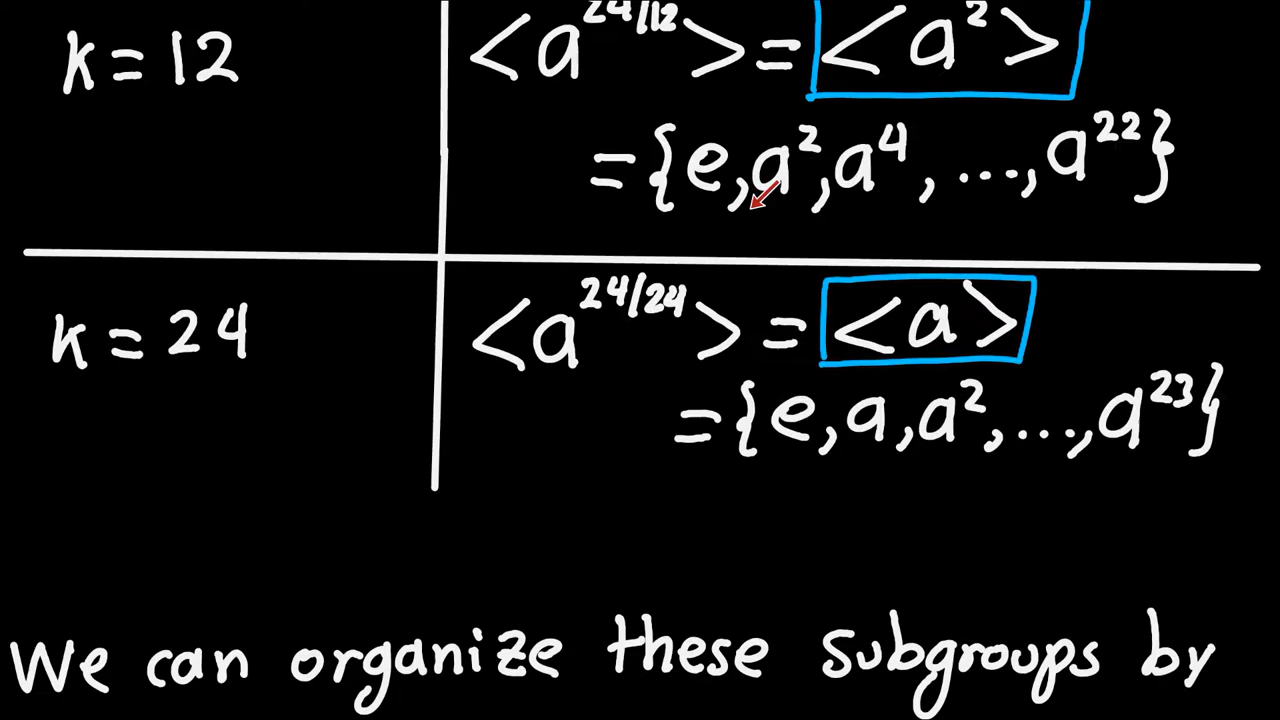 k = 12 <a^24/12> = <a^2>
= {e, a^2, a^4, ..., a^22}
k = 24 <a^24/24> = <a>
= {e, a, a^2, ..., a^23}
We can organize these subgroups by